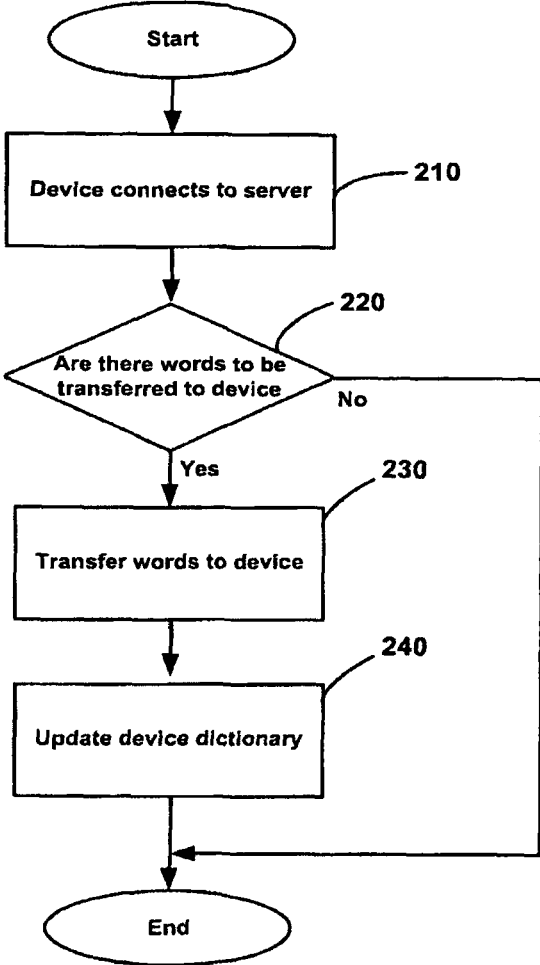 Start
Device connects to server
210
220
Are there words to be
transferred to device
No
Yes
230
Transfer words to device
240
Update device dictionary
End